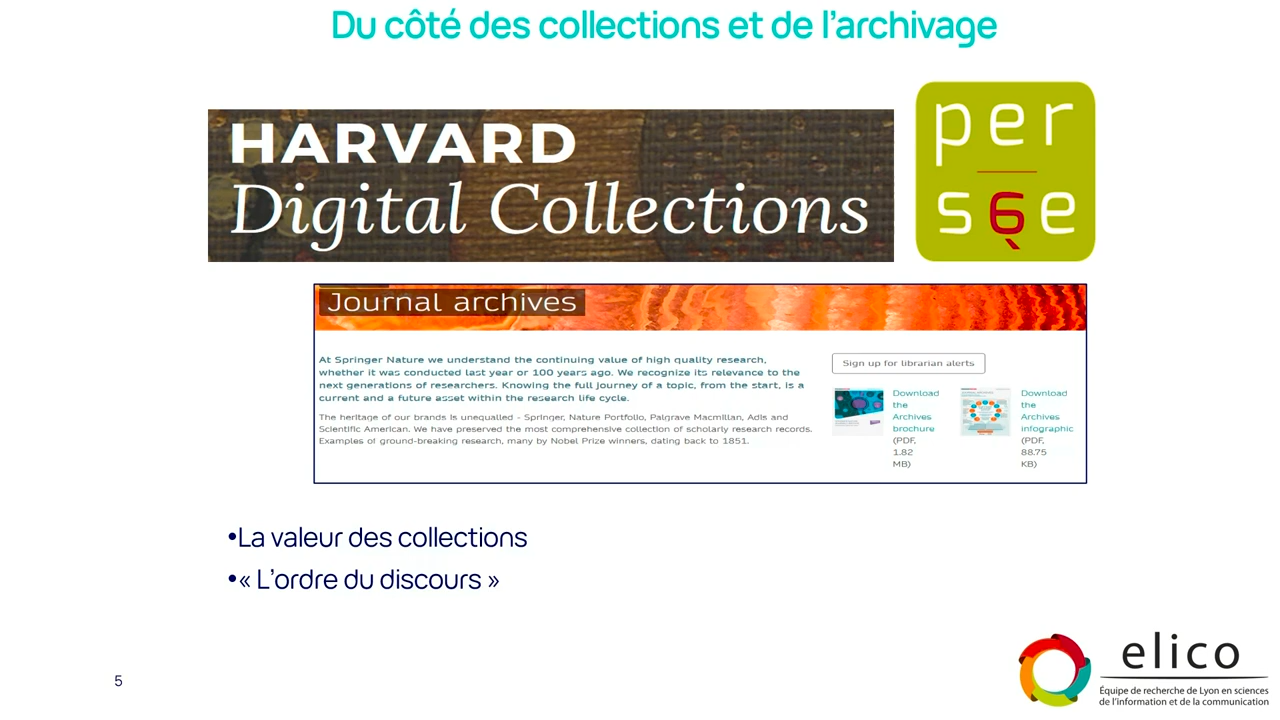 Du côté des collections et de l'archivage
HARVARD
Digital Collections
per
sée
Journal archives
At Springer Nature we understand the continuing value of high quality research,
whether it was conducted last year or 100 years ago. We recognize its relevance to the
next generations of researchers. Knowing the full journey of a topic, from the start, is a
current and a future asset within the research life cycle.
The heritage of our brands is unequalled - Springer, Nature Portfolio, Palgrave Macmillan, Adis and
Scientific American. We have preserved the most comprehensive collection of scholarly research records.
Examples of ground-breaking research, many by Nobel Prize winners, dating back to 1851.
Sign up for librarian alerts
Download
the
Archives
brochure
(PDF,
1.82
MB)
Download
the
Archives
infographic
(PDF,
88.75
KB)
•La valeur des collections
•« L'ordre du discours »
5
elico
Équipe de recherche de Lyon en sciences
de l'information et de la communication